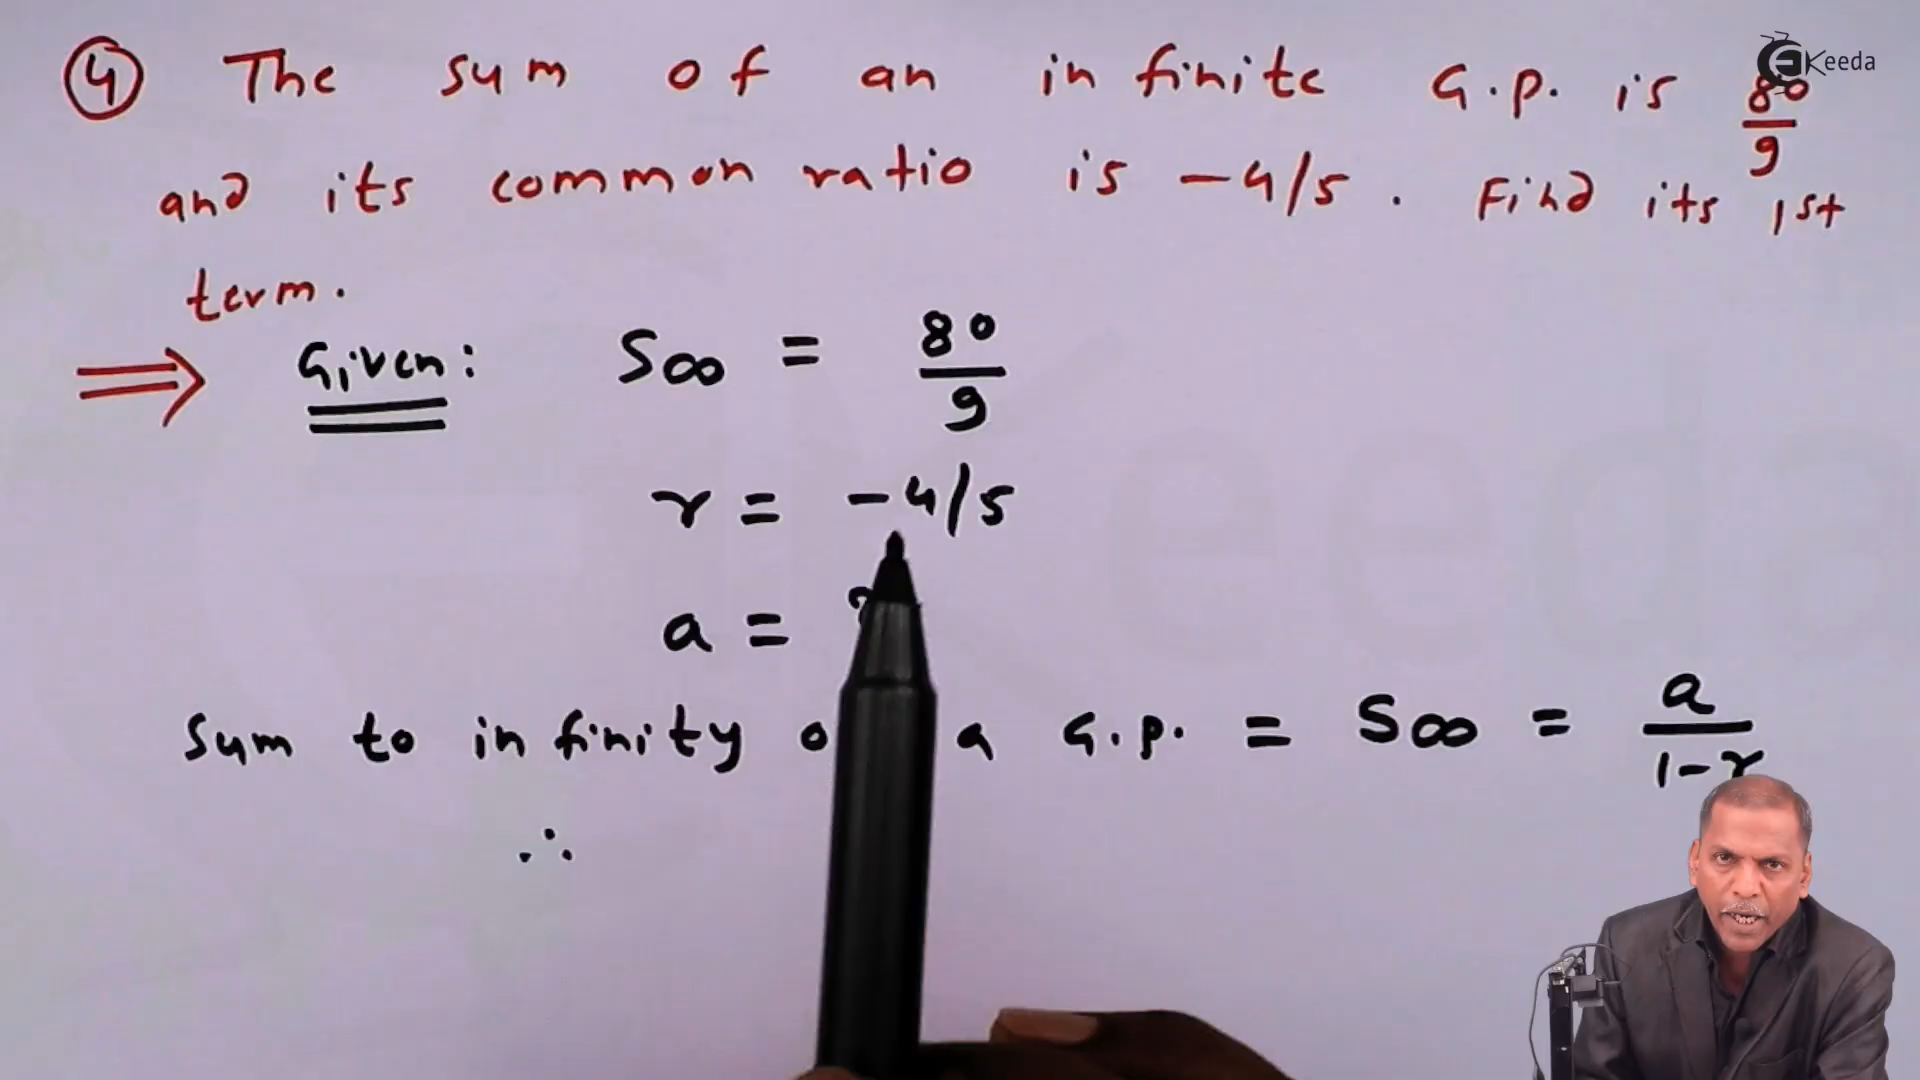 Keeda
4 The sum of an infinite G.P. is 80/9
and its common ratio is -4/5. Find its 1st
term.
Given: S∞ = 80/9
r = -4/5
a =
Sum to infinity a G.P. = S∞ = a/1-r
∴